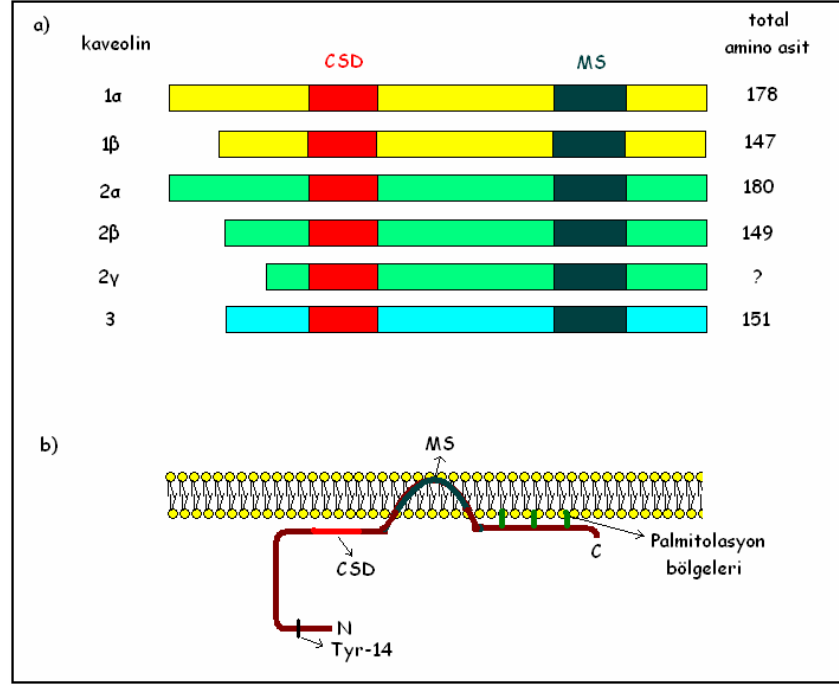 a)
kaveolin
CSD
MS
total
amino asit
1α 178
1β 147
2α 180
2β 149
2γ ?
3 151
b)
MS
CSD
Palmitolasyon
bölgeleri
C
N
Tyr-14